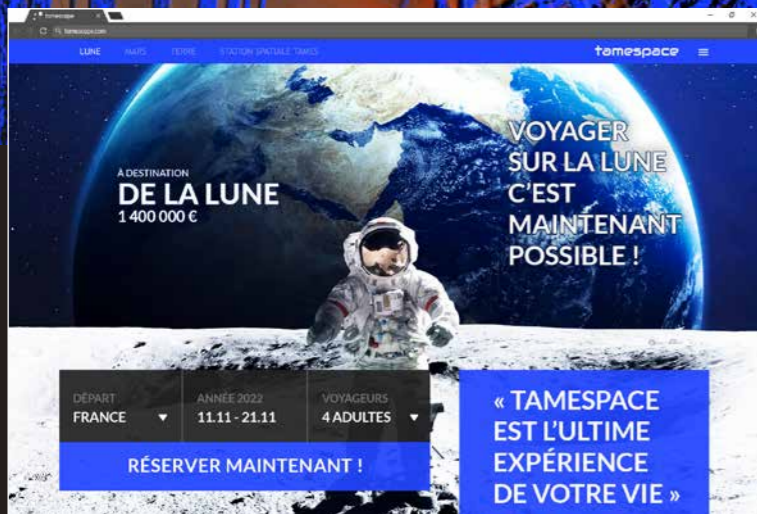 tamespace
tamespace.com
LUNE
MARS
TERRE
STATION SPATIALE TAMES
tamespace
À DESTINATION
DE LA LUNE
1 400 000 €
VOYAGER
SUR LA LUNE
C'EST
MAINTENANT
POSSIBLE !
DÉPART
FRANCE
ANNÉE 2022
11.11 - 21.11
VOYAGEURS
4 ADULTES
RÉSERVER MAINTENANT !
« TAMESPACE
EST L'ULTIME
EXPÉRIENCE
DE VOTRE VIE »